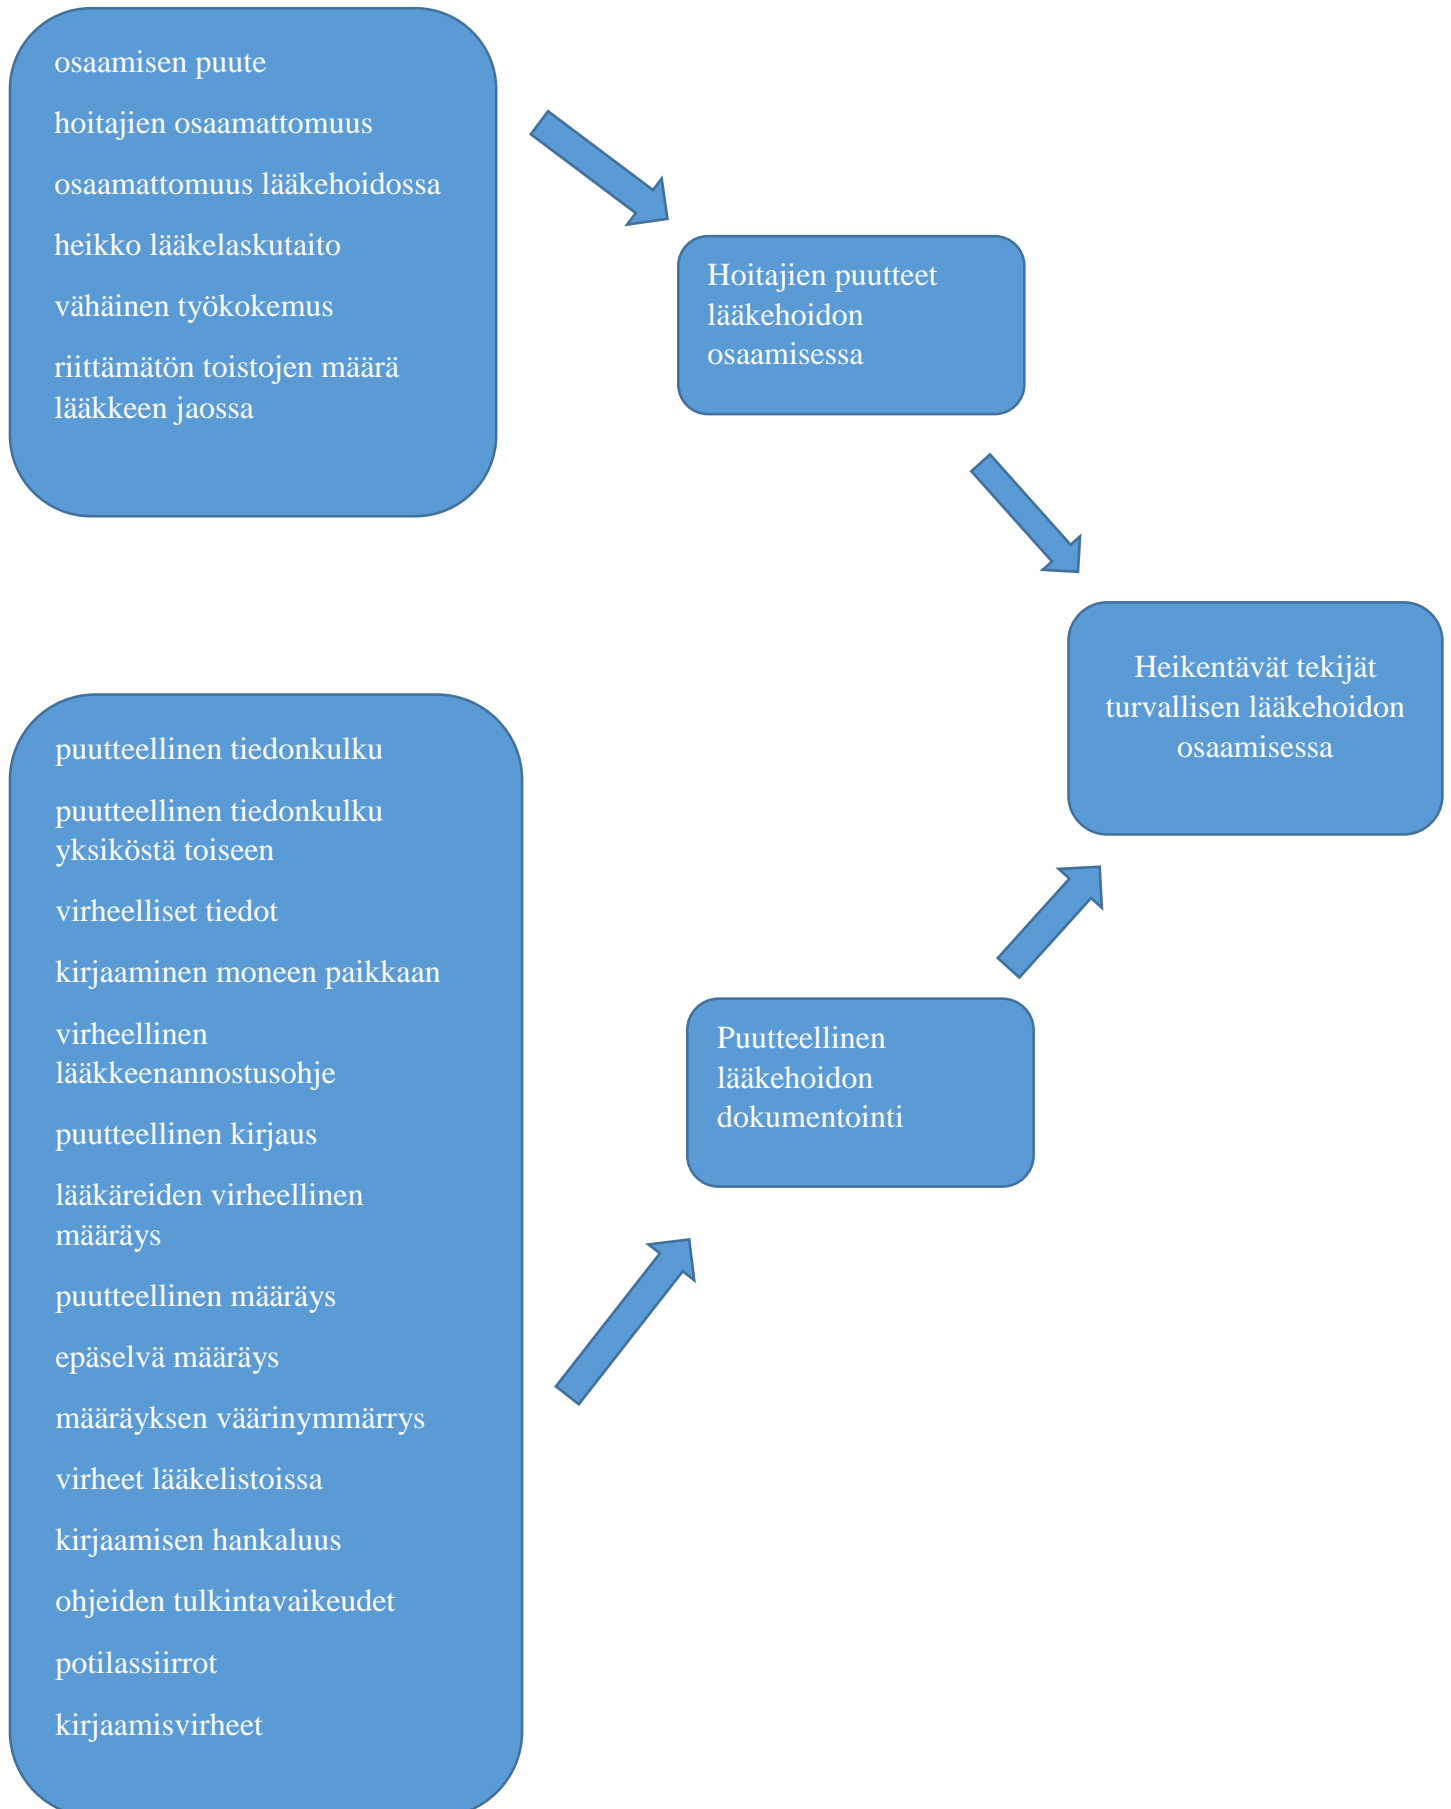 osaamisen puute
hoitajien osaamattomuus
osaamattomuus lääkehoidossa
heikko lääkelaskutaito
vähäinen työkokemus
riittämätön toistojen määrä
lääkkeen jaossa
Hoitajien puutteet
lääkehoidon
osaamisessa
Heikentävät tekijät
turvallisen lääkehoidon
osaamisessa
puutteellinen tiedonkulku
puutteellinen tiedonkulku
yksiköstä toiseen
virheelliset tiedot
kirjaaminen moneen paikkaan
virheellinen
lääkkeenannostusohje
puutteellinen kirjaus
lääkäreiden virheellinen
määräys
puutteellinen määräys
epäselvä määräys
määräyksen väärinymmärrys
virheet lääkelistoissa
kirjaamisen hankaluus
ohjeiden tulkintavaikeudet
potilassiirrot
kirjaamisvirheet
Puutteellinen
lääkehoidon
dokumentointi